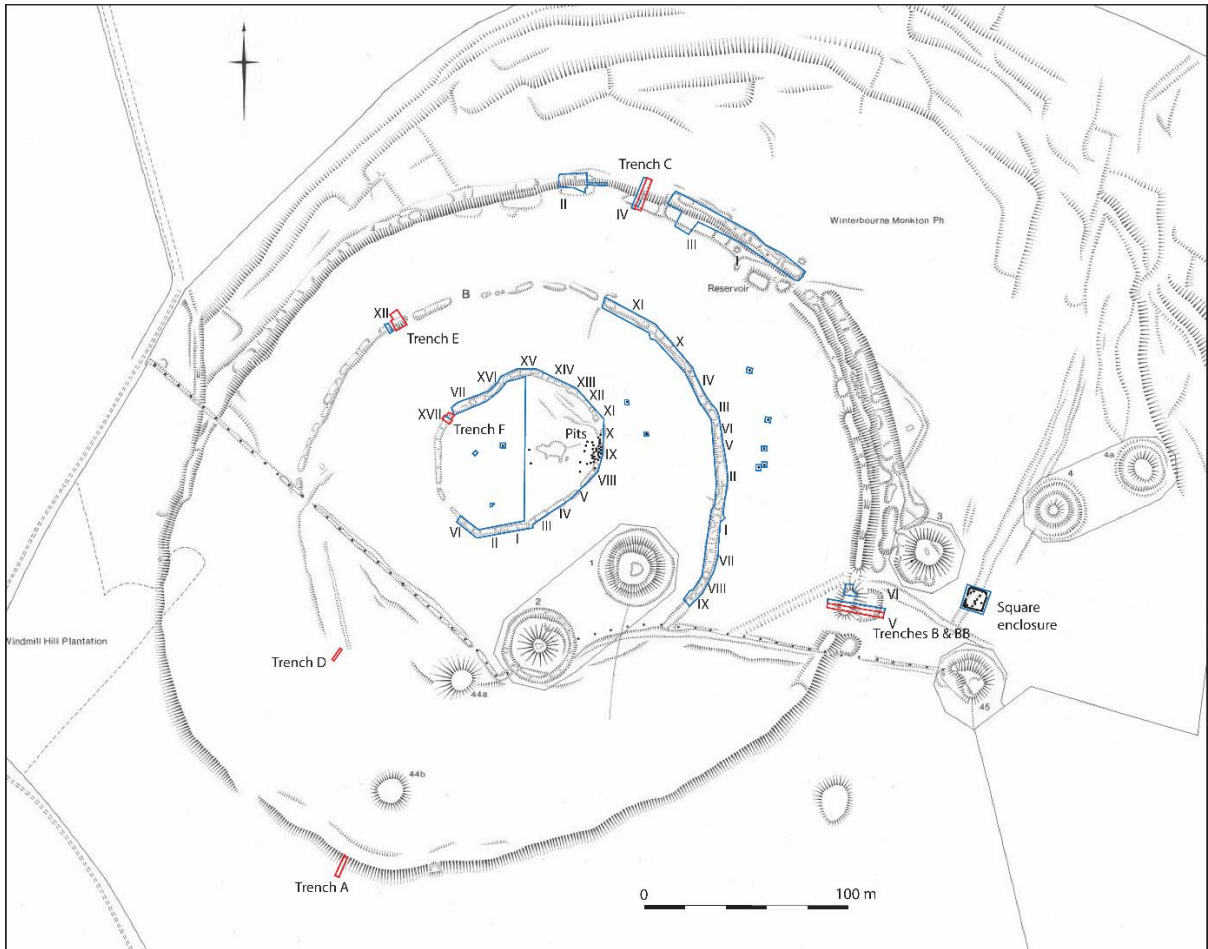 Trench C
II
IV
III
I
Winterbourne Monkton Ph
Reservoir
B
XII
Trench E
XI
X
IV
III
VI
V
II
I
VII
VIII
IX
XV
XVI
XIV
XIII
XII
VII
XI
XVII
Trench F
Pits
X
IX
VIII
V
IV
III
VI
II
I
4a
4
3
1
2
VI
V
Trenches B & BB
Square
enclosure
Windmill Hill Plantation
Trench D
44a
45
44b
Trench A
0
100 m